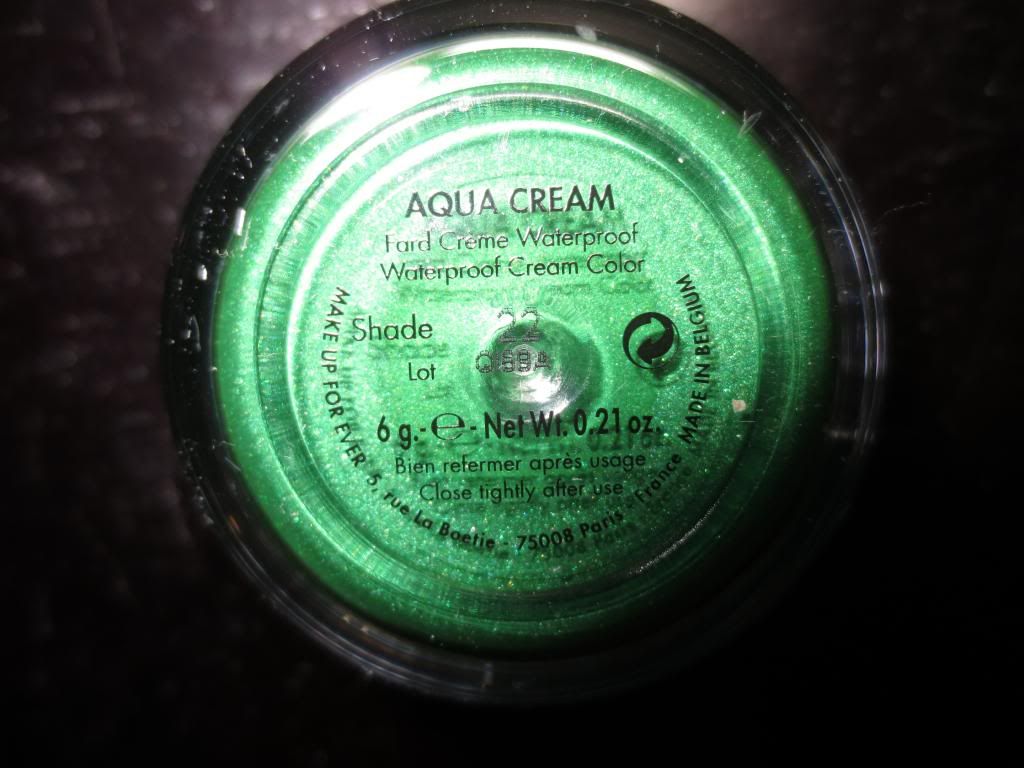 AQUA CREAM
Fard Crème Waterproof
Waterproof Cream Color
Shade 22
Lot
6 g.-℮- Net Wt. 0.21 oz.
Bien refermer après usage
Close tightly after use
MAKE UP FOR EVER 5, rue La Boetie - 75008 Paris - France MADE IN BELGIUM